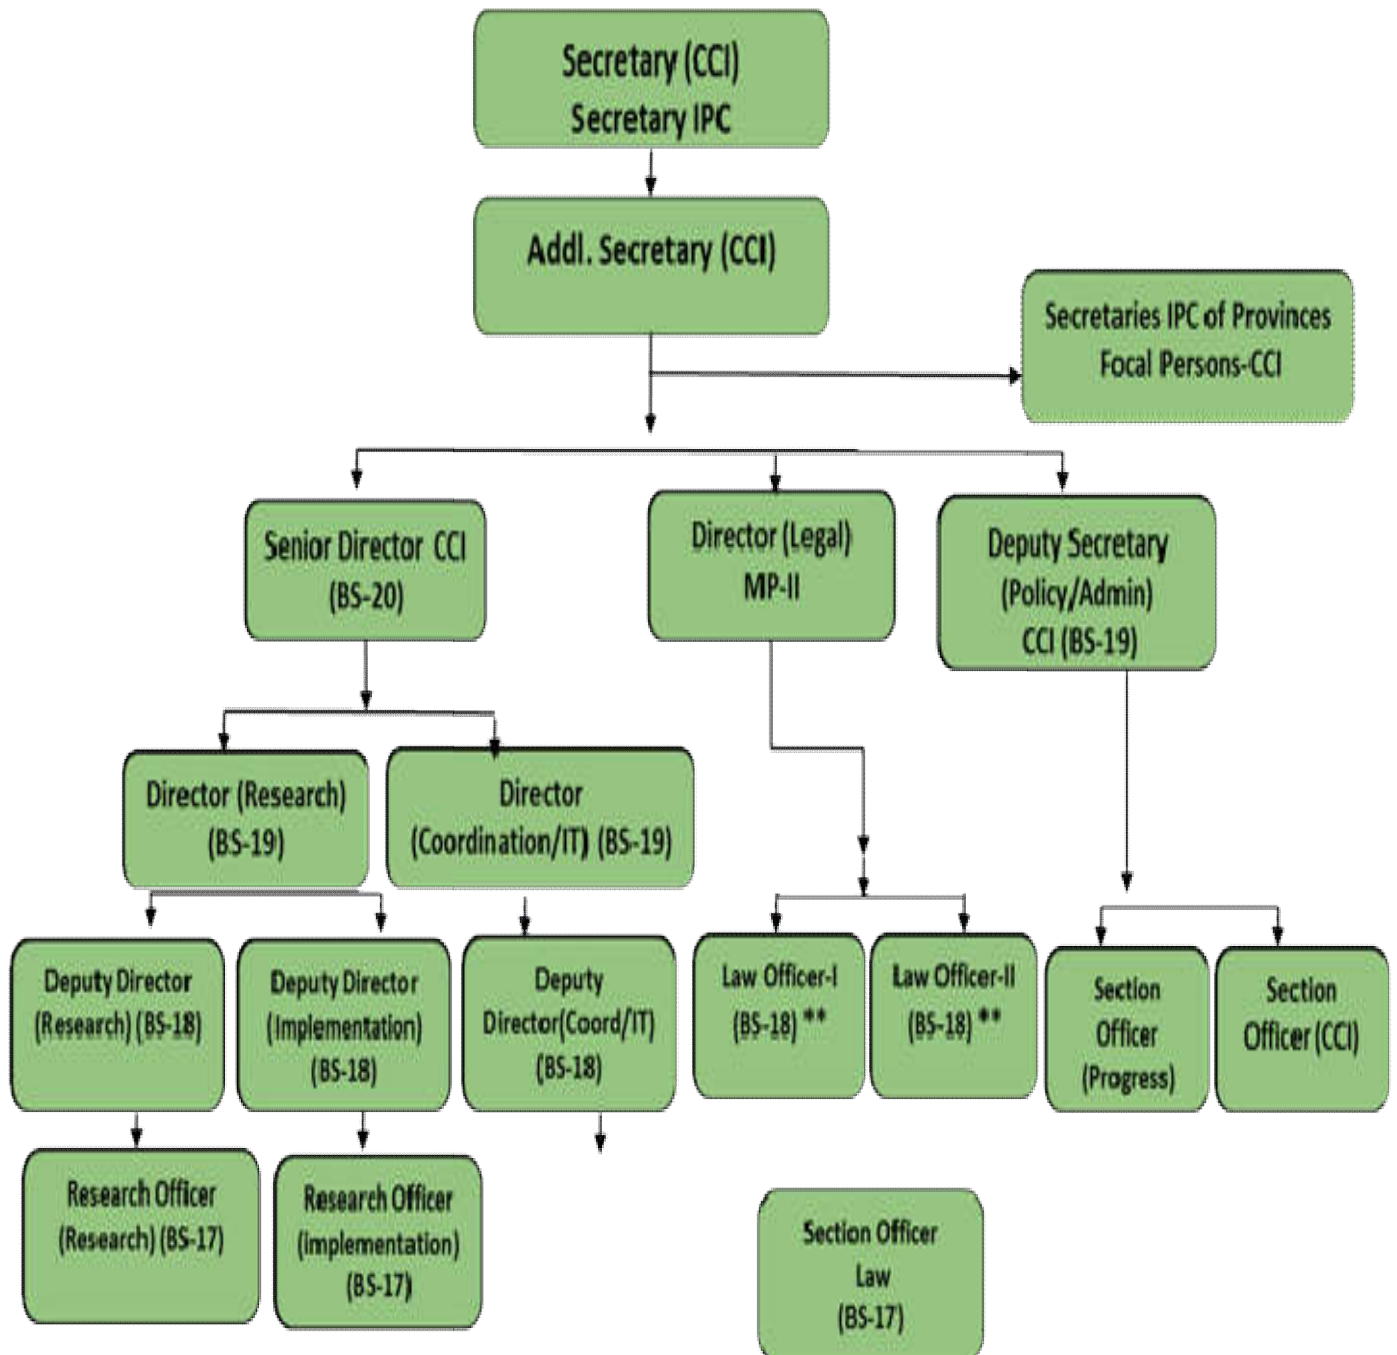 Secretary (CCI)
Secretary IPC
Addl. Secretary (CCI)
Secretaries IPC of Provinces
Focal Persons-CCI
Senior Director CCI
(BS-20)
Director (Legal)
MP-II
Deputy Secretary
(Policy/Admin)
CCI (BS-19)
Director (Research)
(BS-19)
Director
(Coordination/IT) (BS-19)
Deputy Director
(Research) (BS-18)
Deputy Director
(Implementation)
(BS-18)
Deputy
Director(Coord/IT)
(BS-18)
Law Officer-I
(BS-18) **
Law Officer-II
(BS-18) **
Section
Officer
(Progress)
Section
Officer (CCI)
Research Officer
(Research) (BS-17)
Research Officer
(implementation)
(BS-17)
Section Officer
Law
(BS-17)